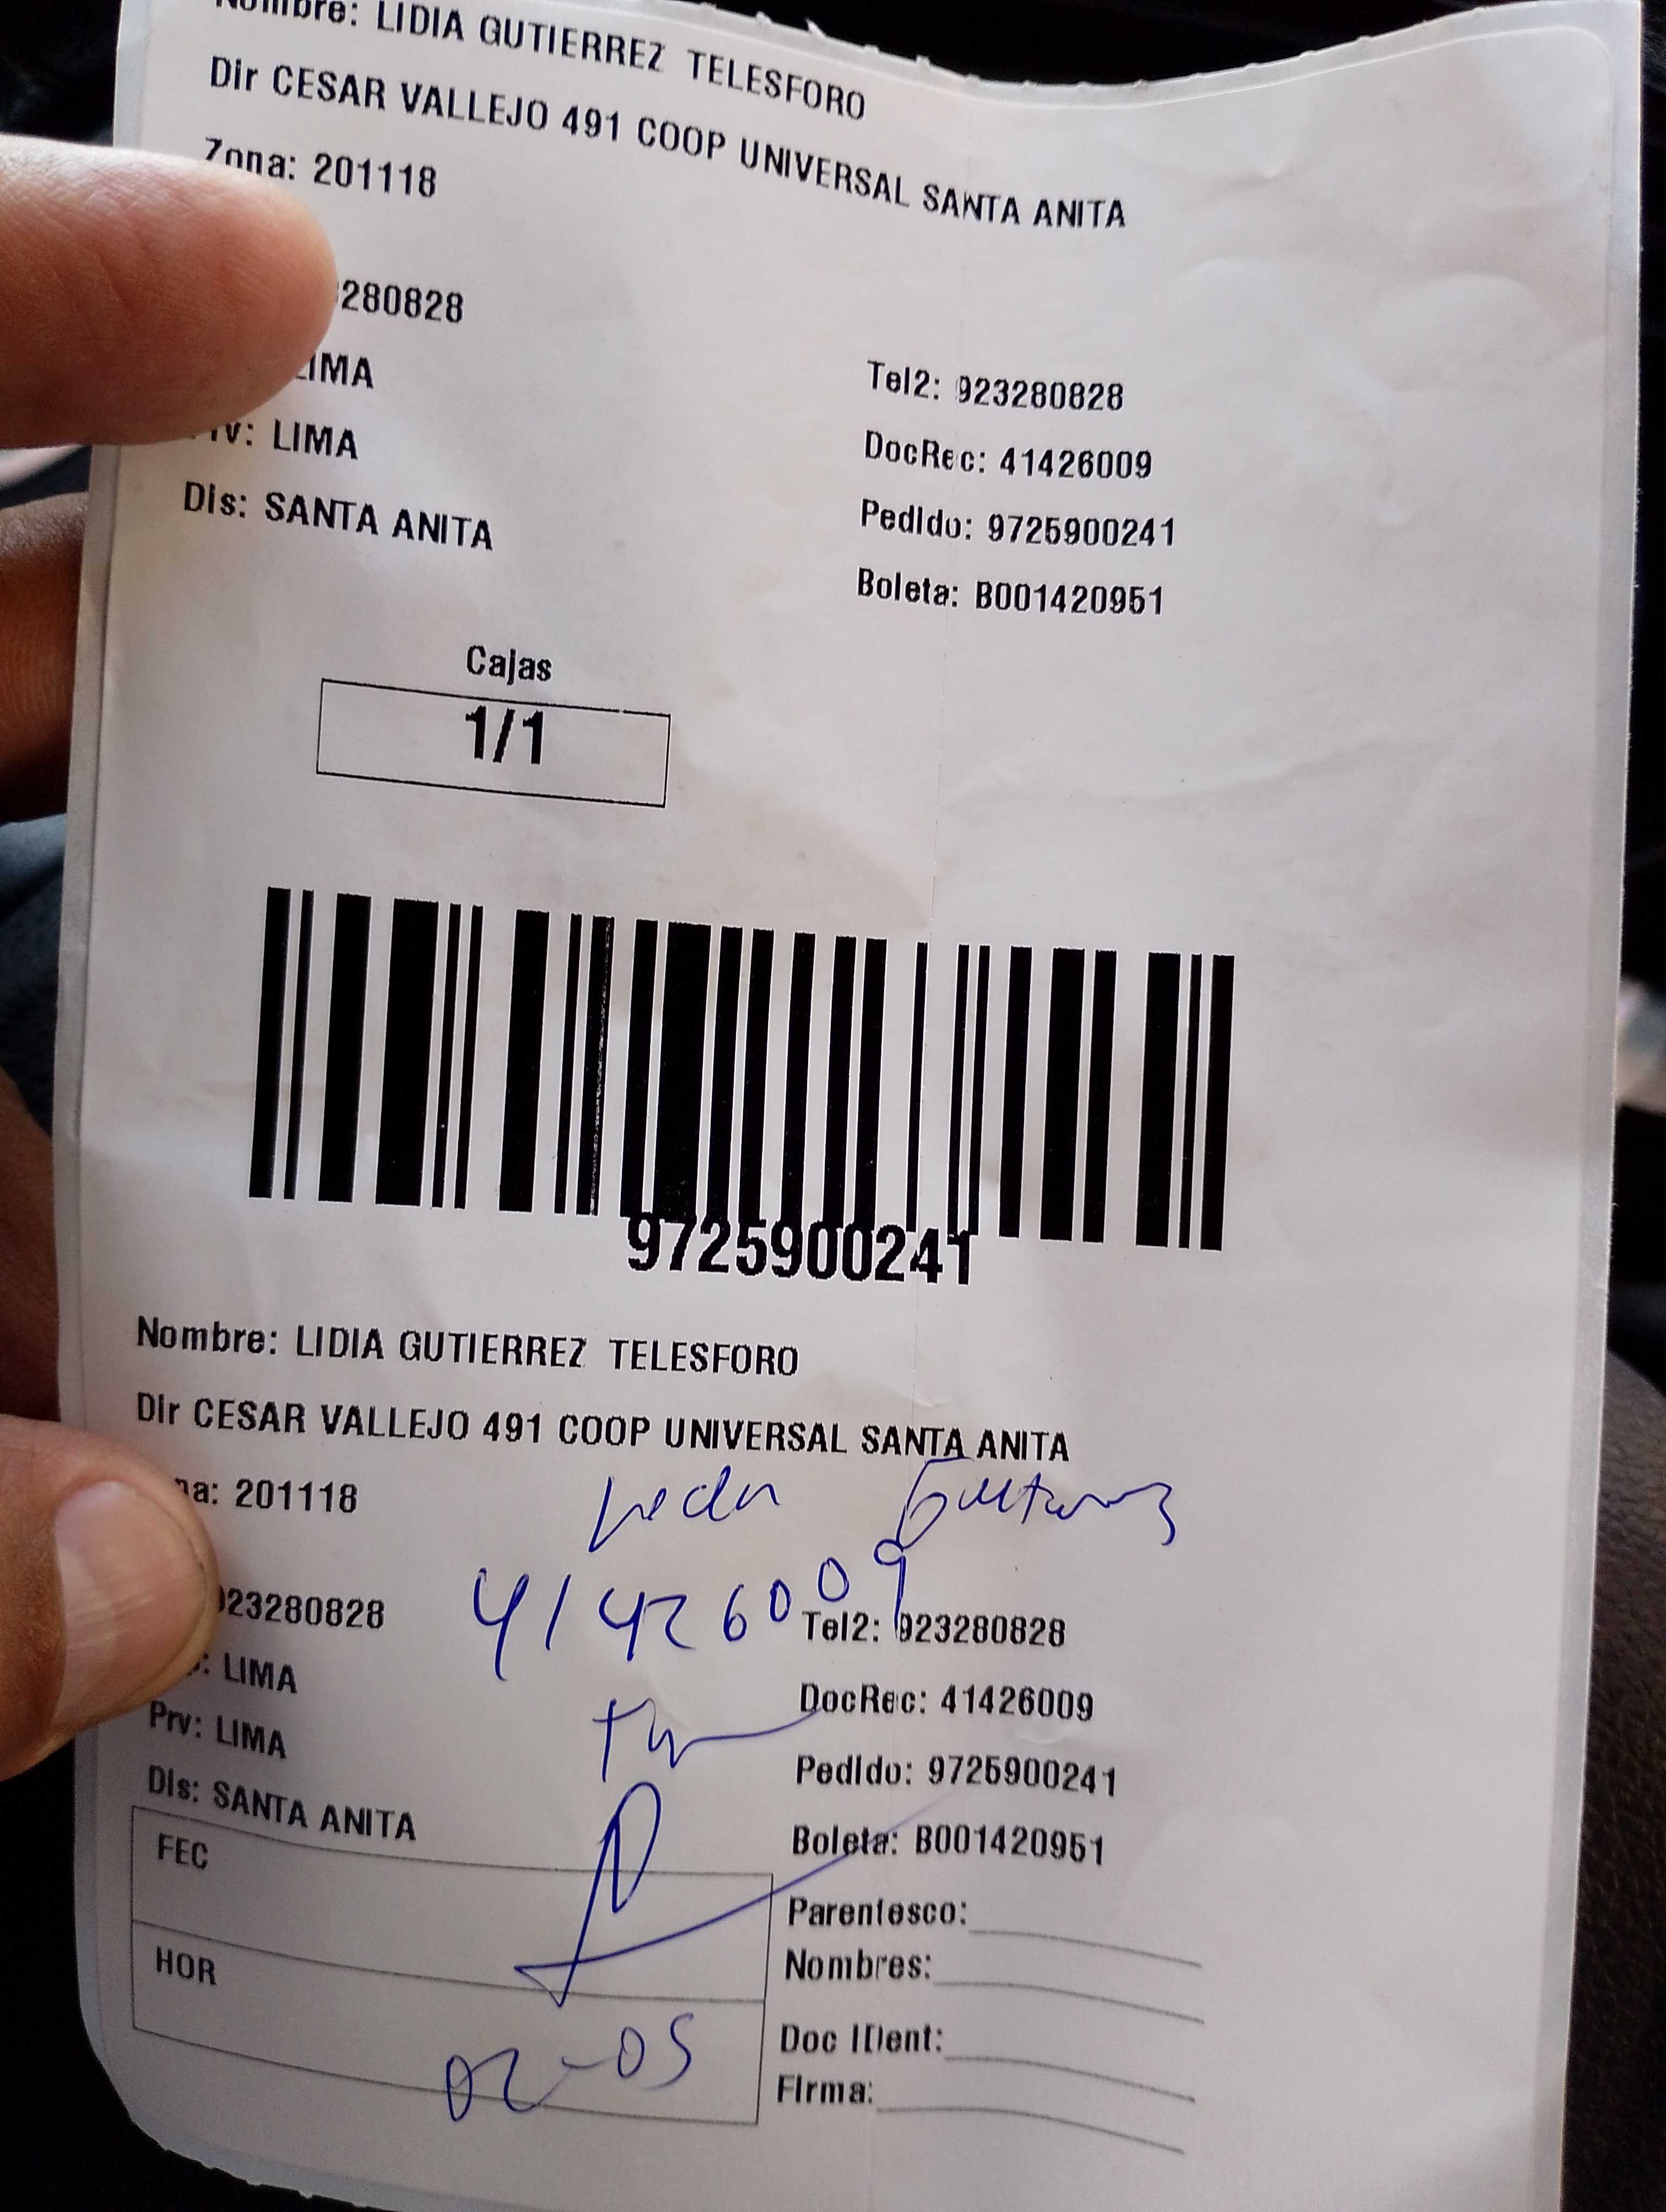 Nombre: LIDIA GUTIERREZ TELESFORO
Dir CESAR VALLEJO 491 COOP UNIVERSAL SANTA ANITA
Zona: 201118
280828
LIMA
Tel2: 923280828
Prv: LIMA
DocRec: 41426009
Dis: SANTA ANITA
Pedido: 9725900241
Boleta: B001420951
Cajas
1/1
9725900241
Nombre: LIDIA GUTIERREZ TELESFORO
Dir CESAR VALLEJO 491 COOP UNIVERSAL SANTA ANITA
na: 201118
41426009
923280828
Tel2: 923280828
: LIMA
DocRec: 41426009
Prv: LIMA
Pedido: 9725900241
Dis: SANTA ANITA
Boleta: B001420951
FEC
Parentesco:
HOR
Nombres:
02-05
Doc IDent:
Firma: